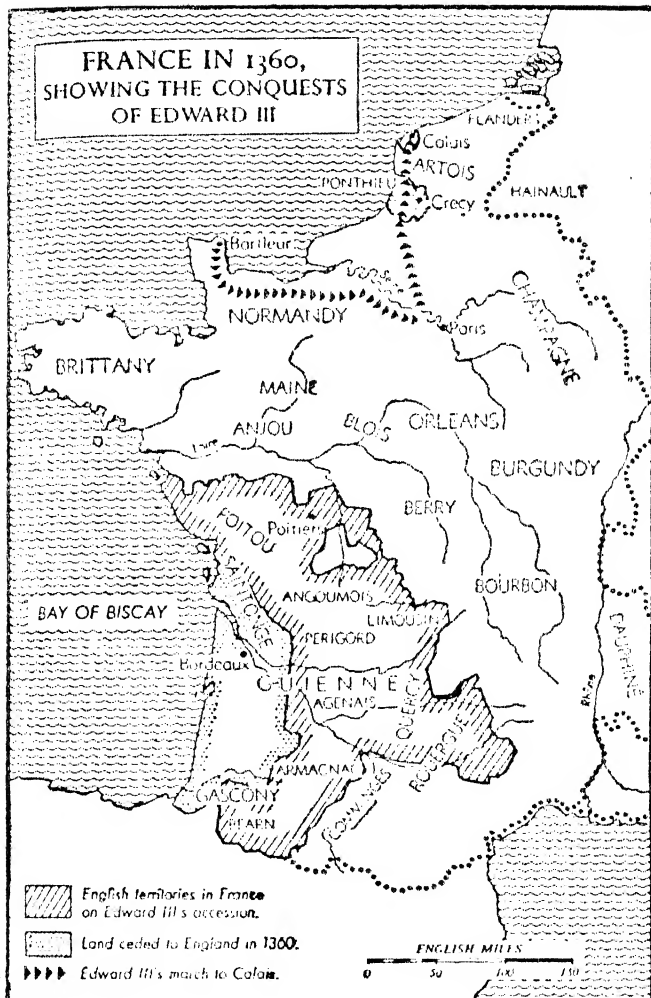 FRANCE IN 1360,
SHOWING THE CONQUESTS
OF EDWARD III
FLANDERS
Calais
ARTOIS
PONTHIEU
HAINAULT
Crecy
Barfleur
NORMANDY
Paris
CHAMPAGNE
BRITTANY
MAINE
ANJOU
BLOIS
ORLEANS
Loire
BURGUNDY
POITOU
Poitiers
BERRY
SAINTONGE
ANGOUMOIS
BOURBON
LIMOUSIN
BAY OF BISCAY
PERIGORD
DAUPHINE
Bordeaux
GUIENNE
AGENAIS
QUERCY
Rhône
ROUERGUE
ARMAGNAC
GASCONY
BEARN
English territories in France
on Edward III's accession.
Land ceded to England in 1360.
Edward III's march to Calais.
ENGLISH MILES
0 50 100 150